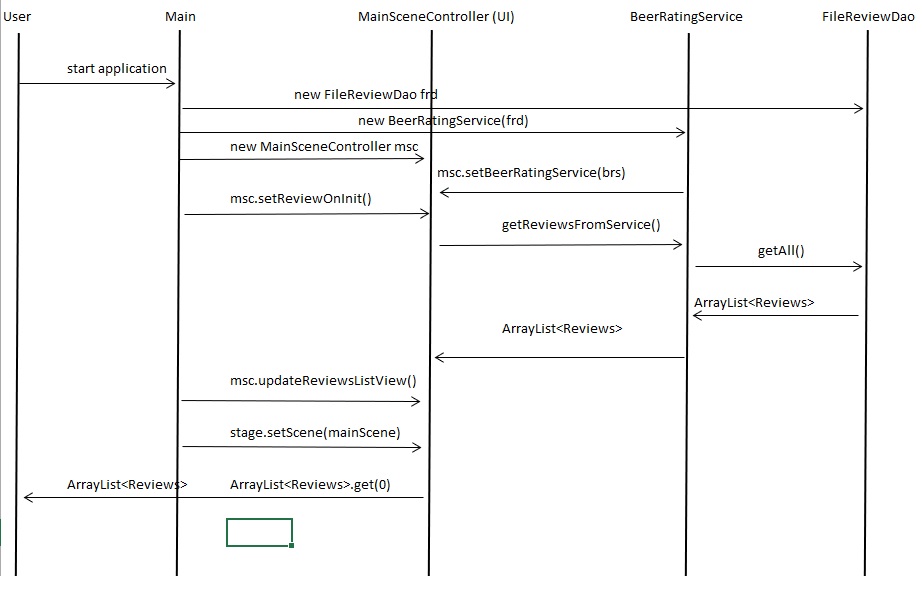 User Main MainSceneController (UI) BeerRatingService FileReviewDao
start application
new FileReviewDao frd
new BeerRatingService(frd)
new MainSceneController msc
msc.setBeerRatingService(brs)
msc.setReviewOnInit()
getReviewsFromService()
getAll()
ArrayList<Reviews>
ArrayList<Reviews>
msc.updateReviewsListView()
stage.setScene(mainScene)
ArrayList<Reviews> ArrayList<Reviews>.get(0)